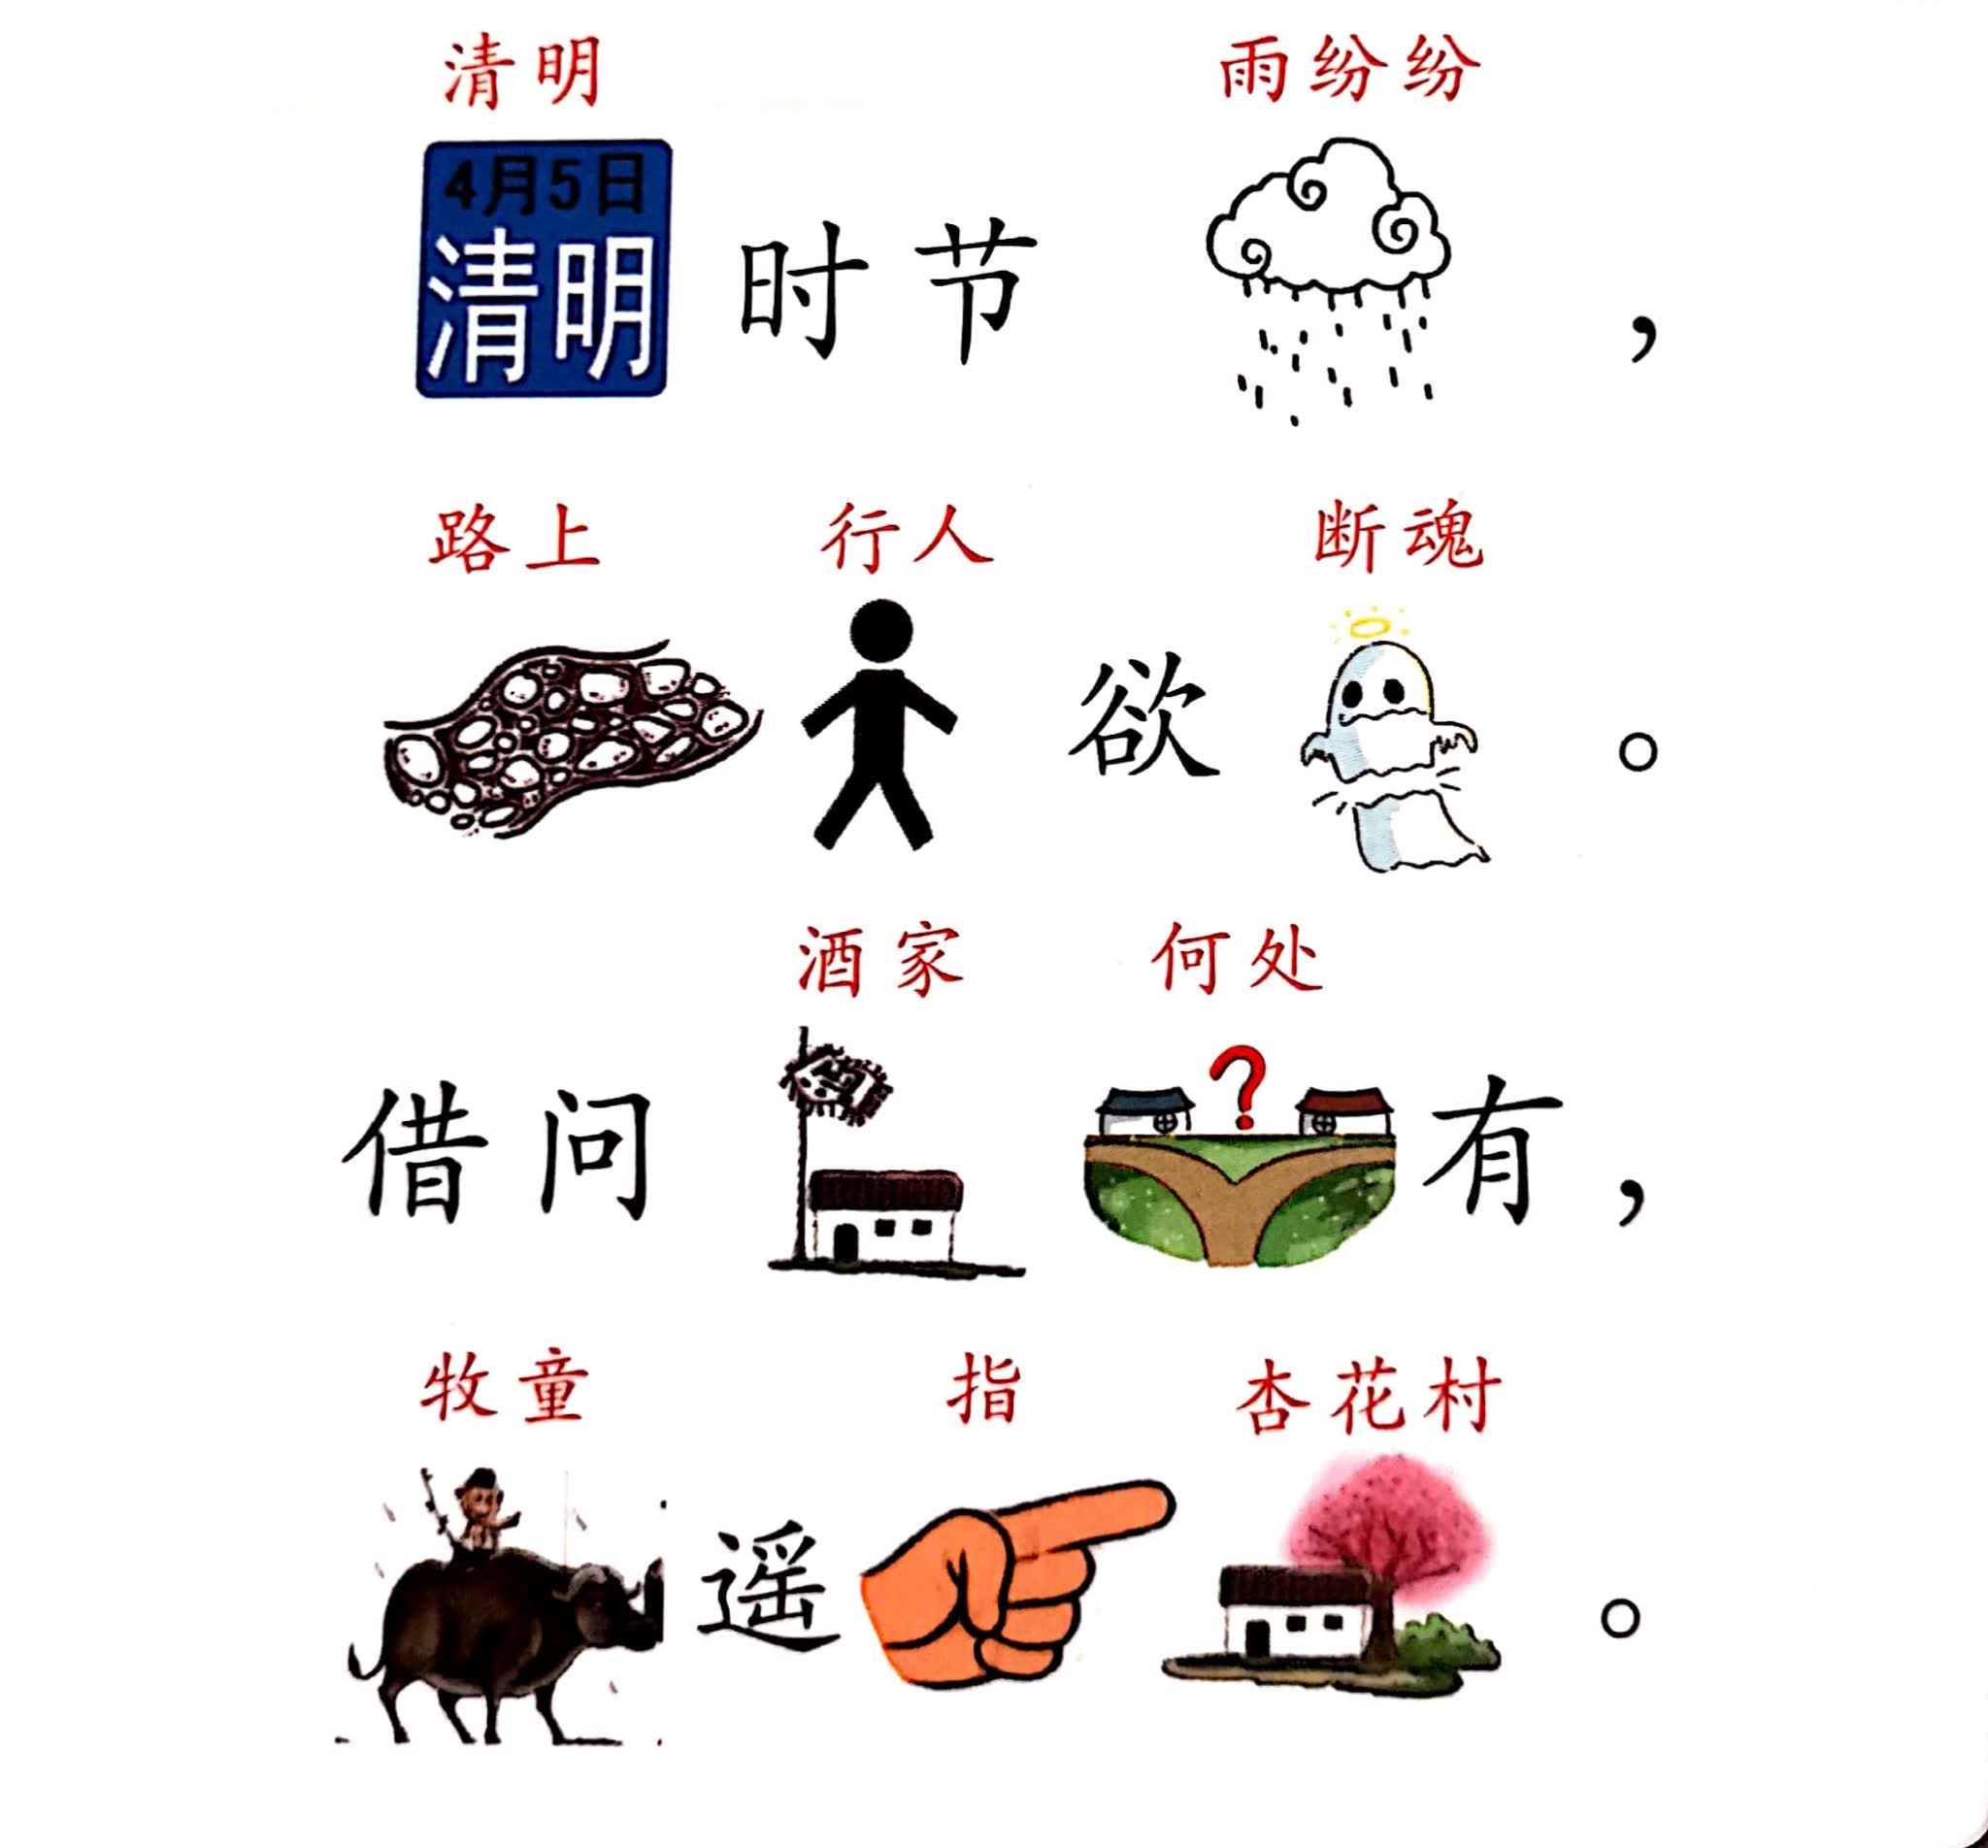 清明 雨纷纷
4月5日
清明 时节 ，
路上 行人 断魂
欲 。
酒家 何处
酒
借问 有，
牧童 指 杏花村
遥 。